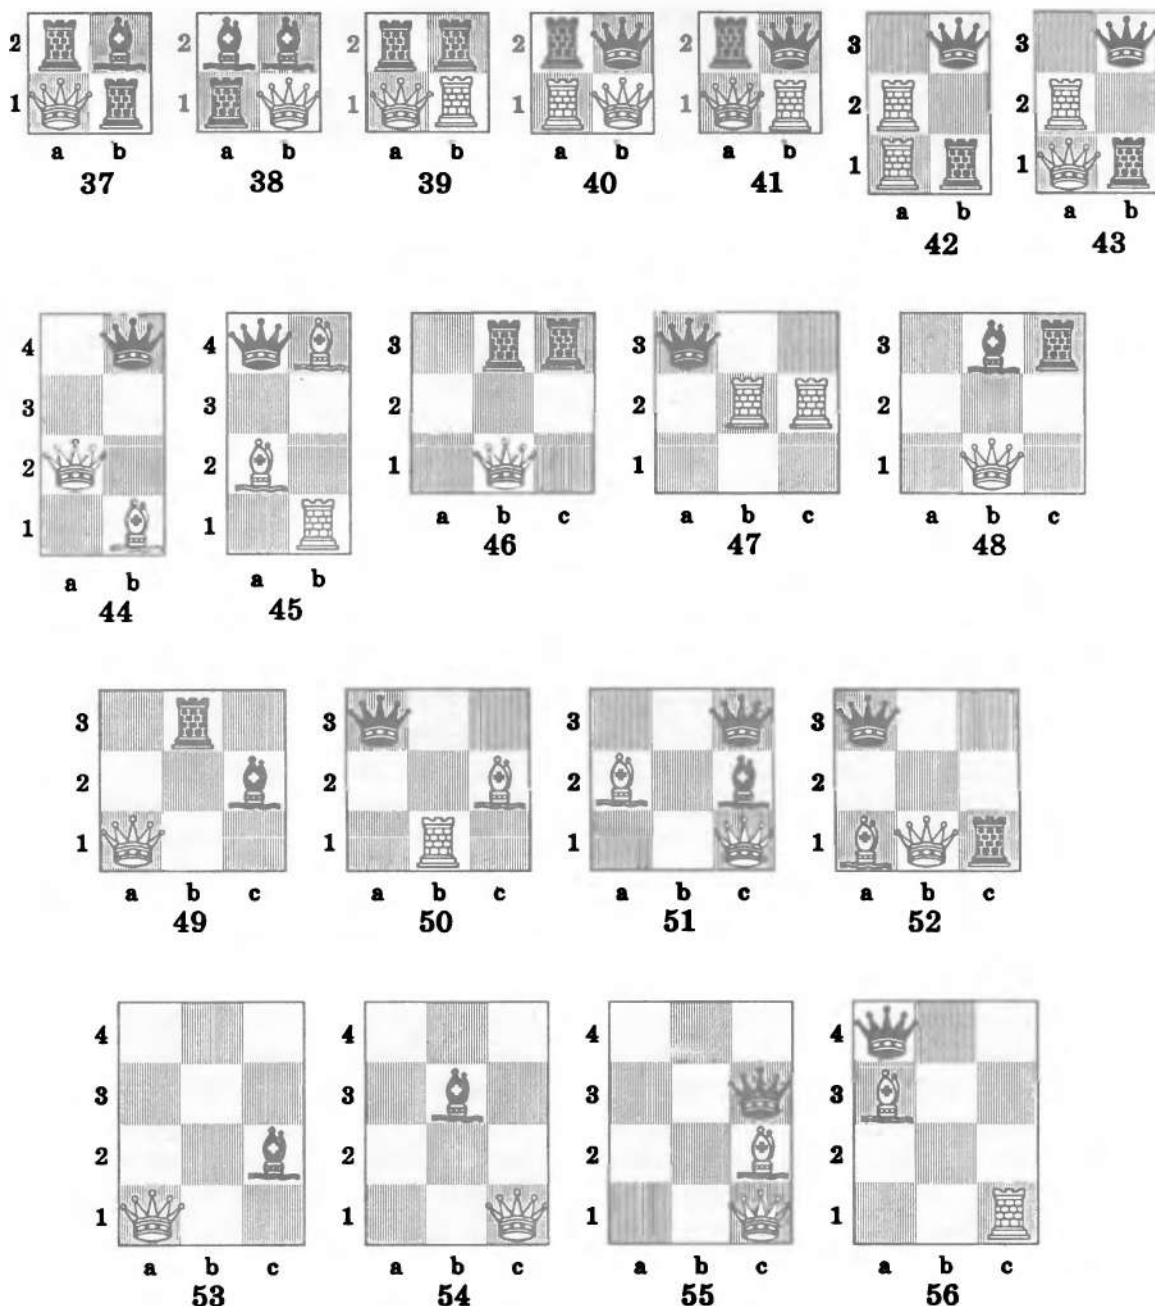 2 2 2 2 2 3 3
1 1 1 1 1 2 2
1 1
a b a b a b a b a b a b a b
37 38 39 40 41 42 43
4 4 3 3 3
3 3 2 2 2
2 2 1 1 1
1 1 a b c a b c a b c
a b a b 46 47 48
44 45
3 3 3 3
2 2 2 2
1 1 1 1
a b c a b c a b c a b c
49 50 51 52
4 4 4 4
3 3 3 3
2 2 2 2
1 1 1 1
a b c a b c a b c a b c
53 54 55 56